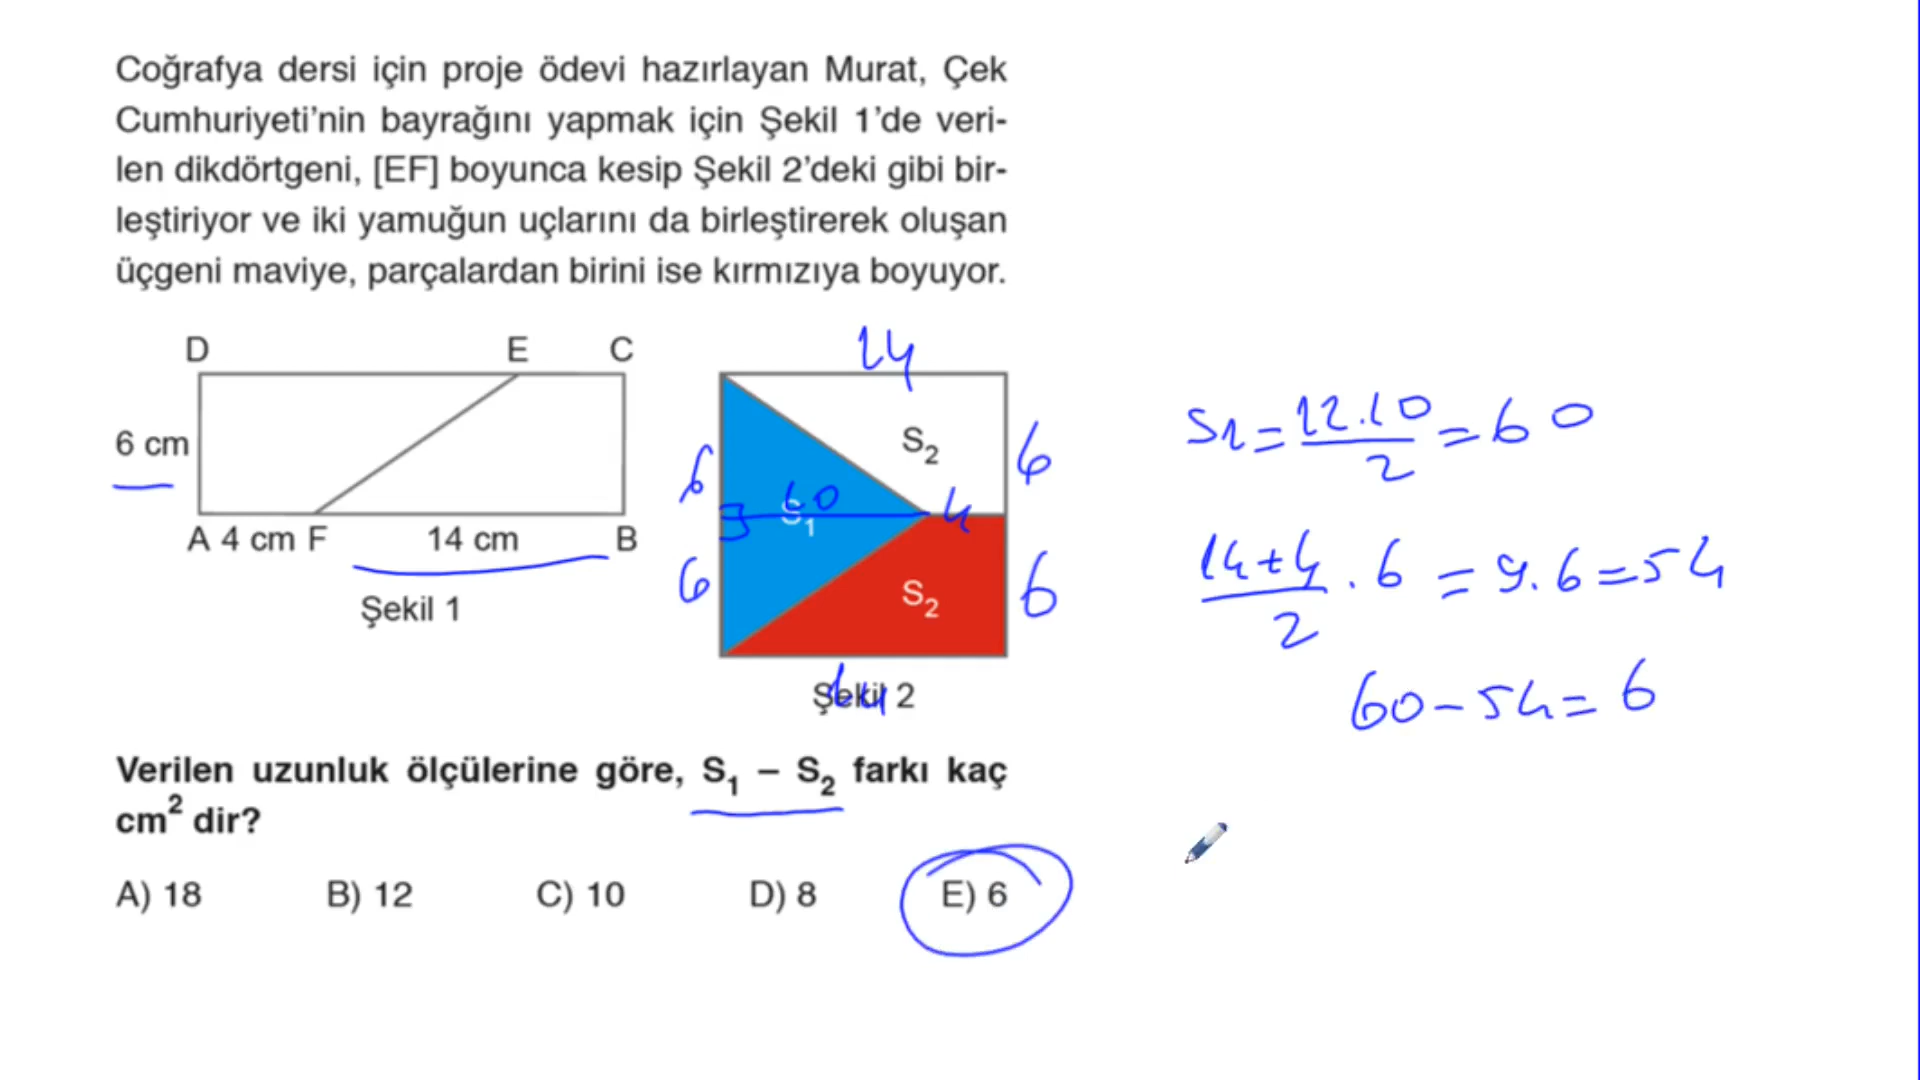 Coğrafya dersi için proje ödevi hazırlayan Murat, Çek
Cumhuriyeti'nin bayrağını yapmak için Şekil 1'de veri-
len dikdörtgeni, [EF] boyunca kesip Şekil 2'deki gibi bir-
leştiriyor ve iki yamuğun uçlarını da birleştirerek oluşan
üçgeni maviye, parçalardan birini ise kırmızıya boyuyor.
D E C
6 cm
A 4 cm F 14 cm B
Şekil 1
14
S₂
6 6
S₁ 10 4
6 6
S₂
14
Şekil 2
S1 = 12.10 / 2 = 60
14+4 / 2 . 6 = 9.6 = 54
60 - 54 = 6
Verilen uzunluk ölçülerine göre, S₁ – S₂ farkı kaç
cm² dir?
A) 18 B) 12 C) 10 D) 8 E) 6